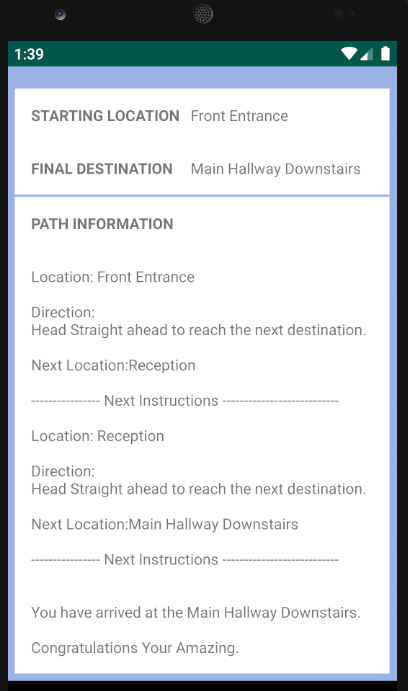 1:39
STARTING LOCATION Front Entrance
FINAL DESTINATION Main Hallway Downstairs
PATH INFORMATION
Location: Front Entrance
Direction:
Head Straight ahead to reach the next destination.
Next Location:Reception
---------------- Next Instructions ---------------------------
Location: Reception
Direction:
Head Straight ahead to reach the next destination.
Next Location:Main Hallway Downstairs
---------------- Next Instructions ---------------------------
You have arrived at the Main Hallway Downstairs.
Congratulations Your Amazing.